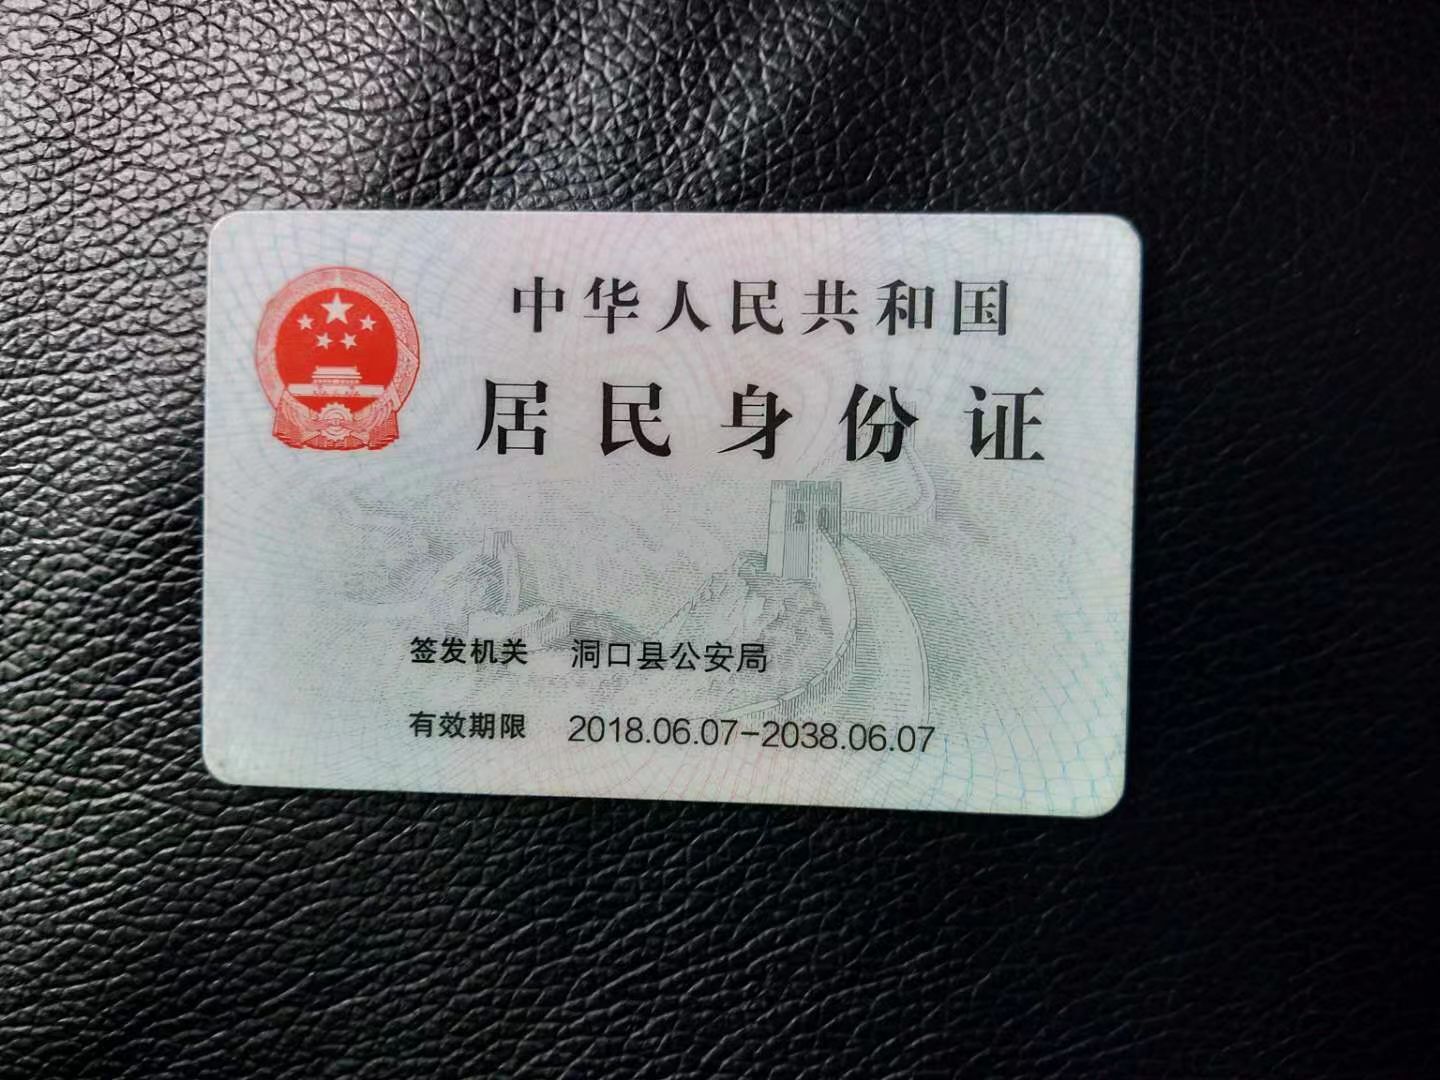 中华人民共和国
居民身份证
签发机关 洞口县公安局
有效期限 2018.06.07-2038.06.07